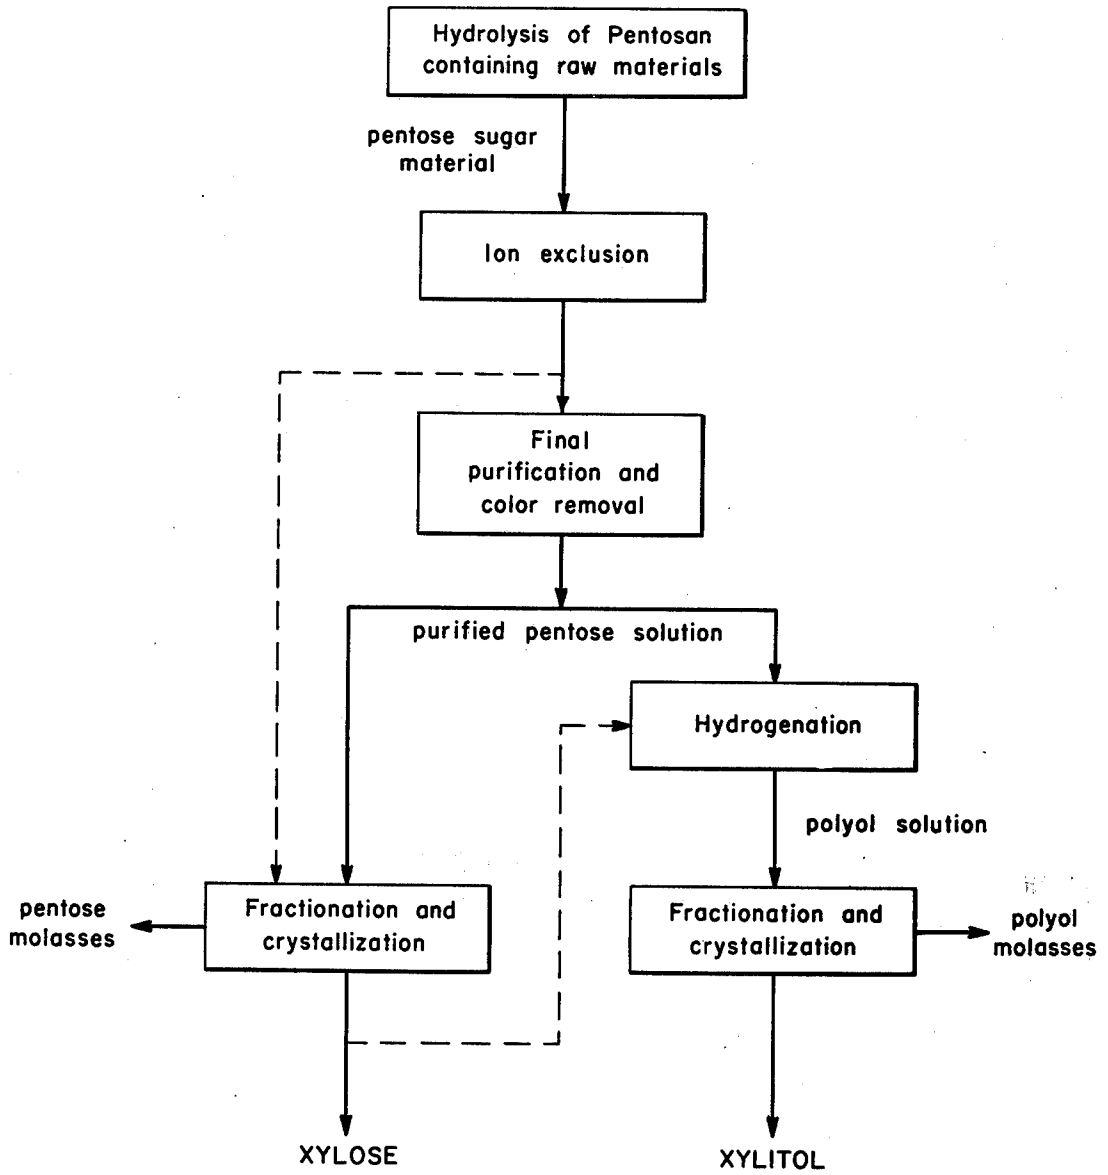 Hydrolysis of Pentosan
containing raw materials
pentose sugar
material
Ion exclusion
Final
purification and
color removal
purified pentose solution
Hydrogenation
polyol solution
Fractionation and
crystallization
pentose
molasses
Fractionation and
crystallization
polyol
molasses
XYLOSE
XYLITOL